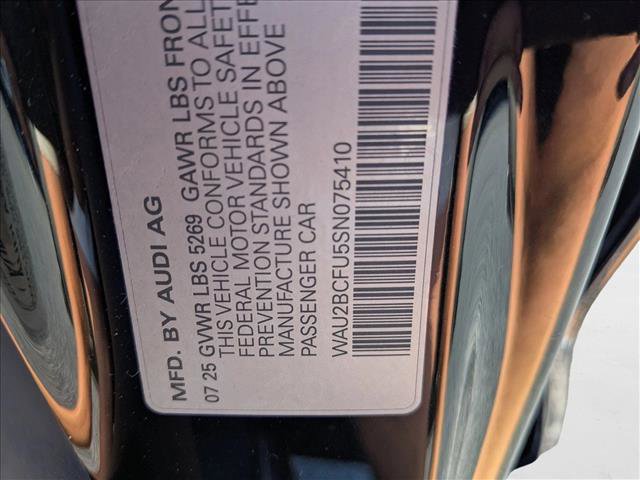 MFD. BY AUDI AG
07 25 GVWR LBS 5269 GAWR LBS FRON
THIS VEHICLE CONFORMS TO ALL
FEDERAL MOTOR VEHICLE SAFET
PREVENTION STANDARDS IN EFFE
MANUFACTURE SHOWN ABOVE
PASSENGER CAR
WAU2BCFU5SN075410